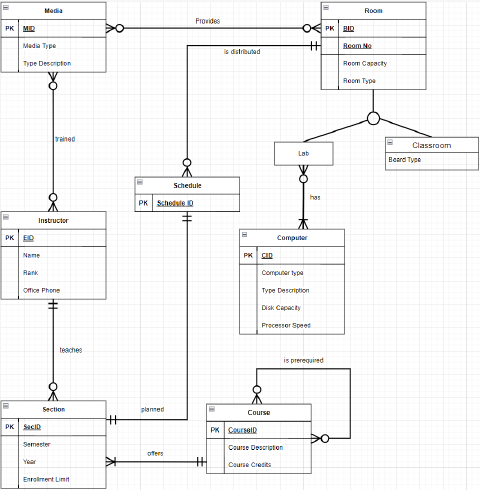 Media
PK MID
Media Type
Type Description
Provides
Room
PK BID
Room No
Room Capacity
Room Type
is distributed
trained
Lab
Classroom
Board Type
has
Schedule
PK Schedule ID
Instructor
PK EID
Name
Rank
Office Phone
Computer
PK CID
Computer type
Type Description
Disk Capacity
Processor Speed
teaches
is prerequired
planned
Section
PK SecID
Semester
Year
Enrollment Limit
offers
Course
PK CourseID
Course Description
Course Credits